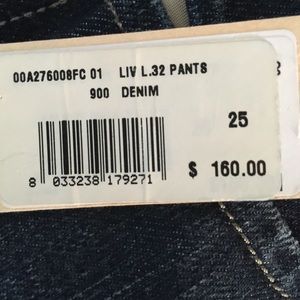 00A276008FC 01 LIV L.32 PANTS
900 DENIM
25
8 033238 179271
$ 160.00